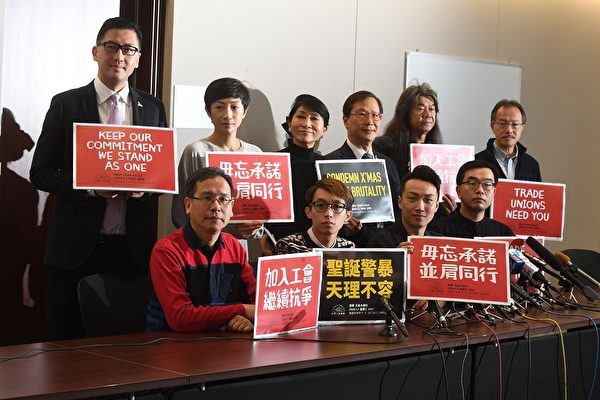 KEEP OUR
COMMITMENT
WE STAND
AS ONE
毋忘承諾
並肩同行
CONDEMN X'MAS
BRUTALITY
加入工會
TRADE
UNIONS
NEED YOU
加入工會
繼續抗爭
聖誕警暴
天理不容
毋忘承諾
並肩同行